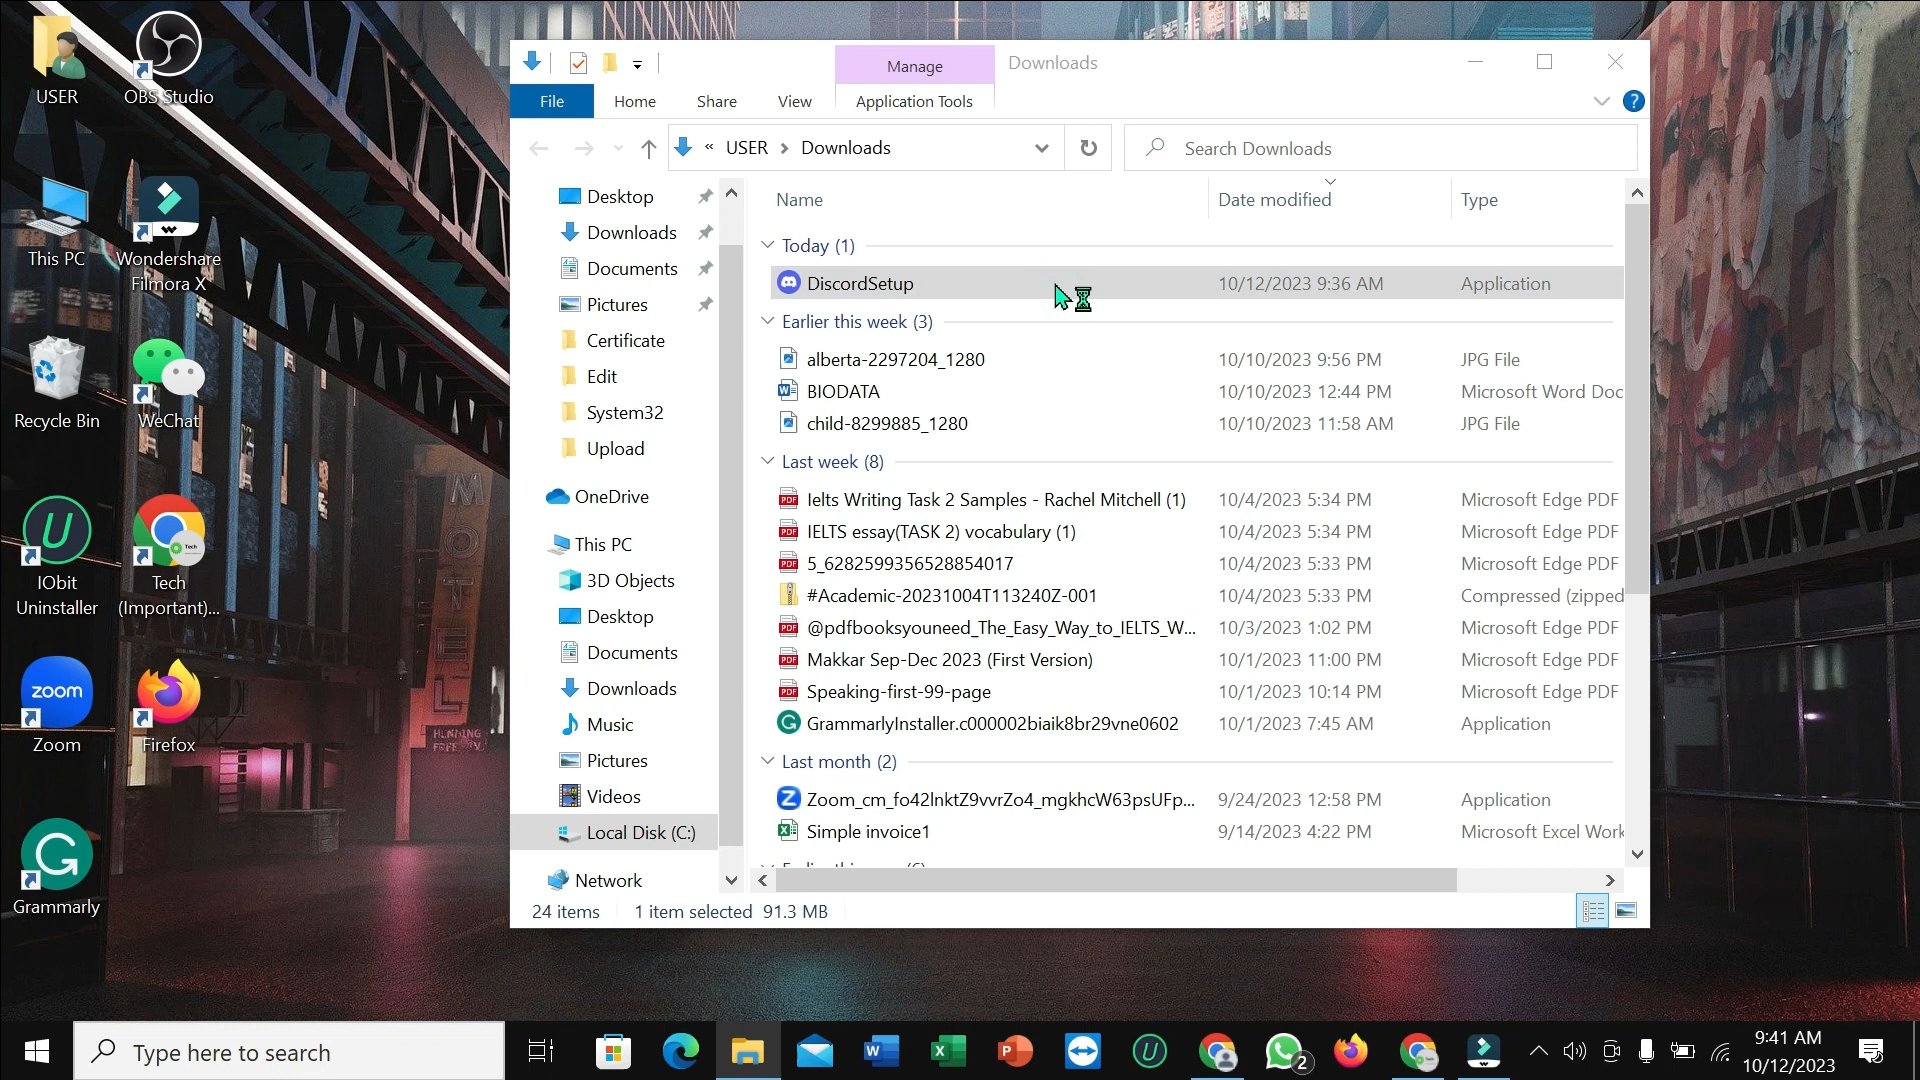 USER
OBS Studio
This PC
Wondershare
Filmora X
Recycle Bin
WeChat
IObit
Uninstaller
Tech
(Important)...
zoom
Zoom
Firefox
Grammarly
MOTEL
Manage
Downloads
File
Home
Share
View
Application Tools
« USER > Downloads
Search Downloads
Desktop
Downloads
Documents
Pictures
Certificate
Edit
System32
Upload
OneDrive
This PC
3D Objects
Desktop
Documents
Downloads
Music
Pictures
Videos
Local Disk (C:)
Network
Name Date modified Type
Today (1)
DiscordSetup 10/12/2023 9:36 AM Application
Earlier this week (3)
alberta-2297204_1280 10/10/2023 9:56 PM JPG File
BIODATA 10/10/2023 12:44 PM Microsoft Word Doc
child-8299885_1280 10/10/2023 11:58 AM JPG File
Last week (8)
Ielts Writing Task 2 Samples - Rachel Mitchell (1) 10/4/2023 5:34 PM Microsoft Edge PDF
IELTS essay(TASK 2) vocabulary (1) 10/4/2023 5:34 PM Microsoft Edge PDF
5_6282599356528854017 10/4/2023 5:33 PM Microsoft Edge PDF
#Academic-20231004T113240Z-001 10/4/2023 5:33 PM Compressed (zipped
@pdfbooksyouneed_The_Easy_Way_to_IELTS_W... 10/3/2023 1:02 PM Microsoft Edge PDF
Makkar Sep-Dec 2023 (First Version) 10/1/2023 11:00 PM Microsoft Edge PDF
Speaking-first-99-page 10/1/2023 10:14 PM Microsoft Edge PDF
GrammarlyInstaller.c000002biaik8br29vne0602 10/1/2023 7:45 AM Application
Last month (2)
Zoom_cm_fo42lnktZ9vvrZo4_mgkhcW63psUFp... 9/24/2023 12:58 PM Application
Simple invoice1 9/14/2023 4:22 PM Microsoft Excel Work
24 items 1 item selected 91.3 MB
Type here to search
2
9:41 AM
10/12/2023